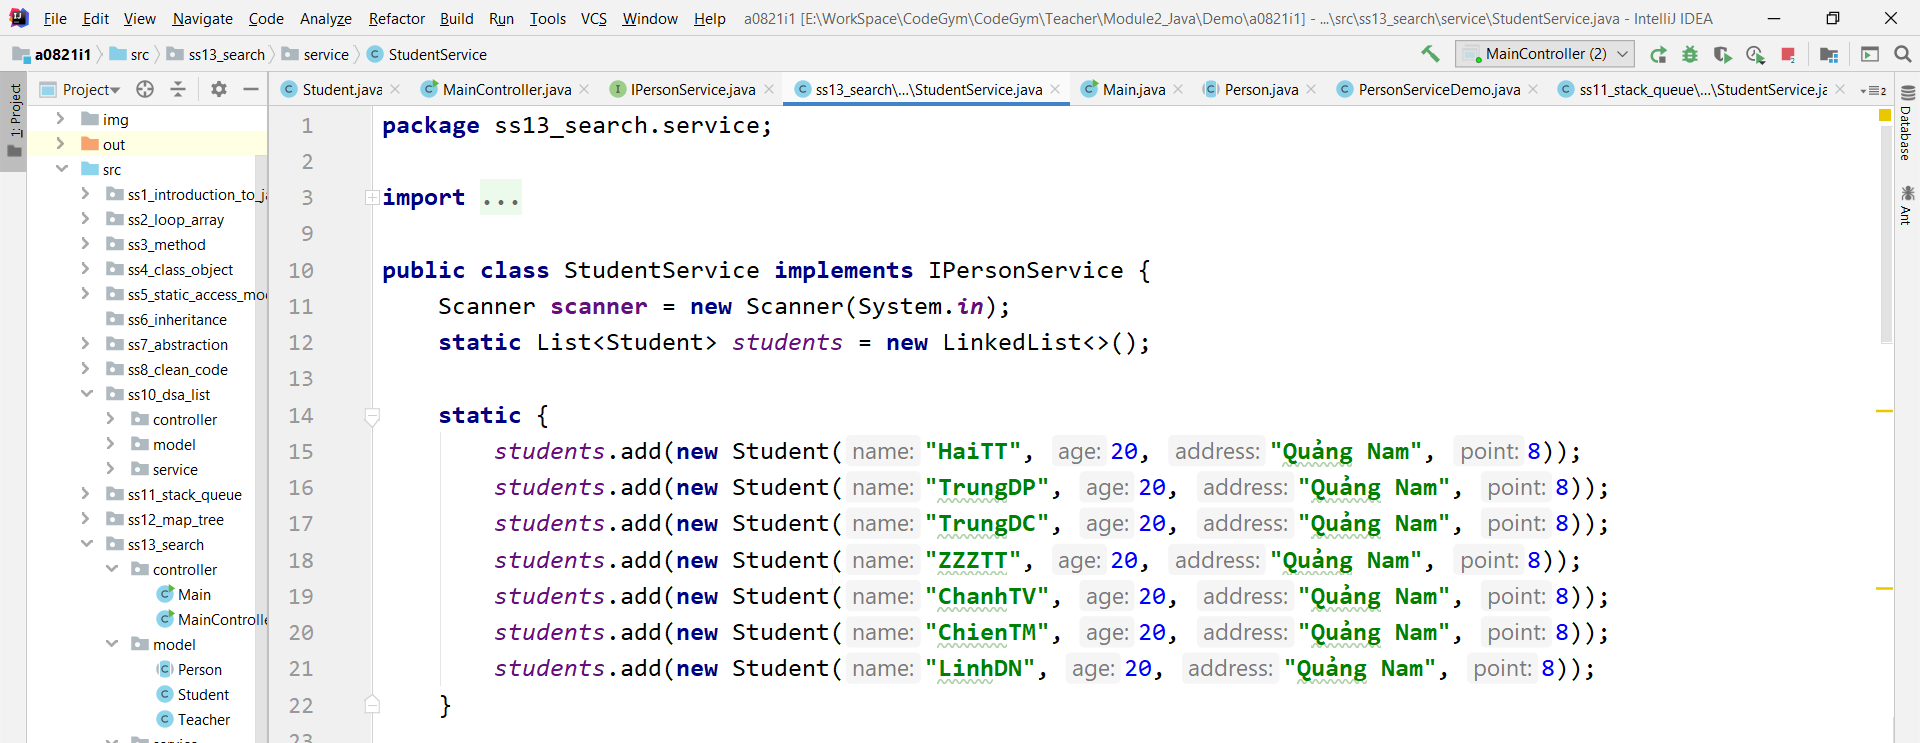 File Edit View Navigate Code Analyze Refactor Build Run Tools VCS Window Help a0821i1 [E:\WorkSpace\CodeGym\CodeGym\Teacher\Module2_Java\Demo\a0821i1] - ...\src\ss13_search\service\StudentService.java - IntelliJ IDEA
a0821i1 src ss13_search service StudentService MainController (2)
Project Student.java MainController.java IPersonService.java ss13_search\...\StudentService.java Main.java Person.java PersonServiceDemo.java ss11_stack_queue\...\StudentService.ja 2
1: Project
img
out
src
ss1_introduction_to_ja
ss2_loop_array
ss3_method
ss4_class_object
ss5_static_access_mo
ss6_inheritance
ss7_abstraction
ss8_clean_code
ss10_dsa_list
controller
model
service
ss11_stack_queue
ss12_map_tree
ss13_search
controller
Main
MainControlle
model
Person
Student
Teacher
service
1 package ss13_search.service;
2
3 import ...
9
10 public class StudentService implements IPersonService {
11 Scanner scanner = new Scanner(System.in);
12 static List<Student> students = new LinkedList<>();
13
14 static {
15 students.add(new Student( name: "HaiTT", age: 20, address: "Quảng Nam", point: 8));
16 students.add(new Student( name: "TrungDP", age: 20, address: "Quảng Nam", point: 8));
17 students.add(new Student( name: "TrungDC", age: 20, address: "Quảng Nam", point: 8));
18 students.add(new Student( name: "ZZZTT", age: 20, address: "Quảng Nam", point: 8));
19 students.add(new Student( name: "ChanhTV", age: 20, address: "Quảng Nam", point: 8));
20 students.add(new Student( name: "ChienTM", age: 20, address: "Quảng Nam", point: 8));
21 students.add(new Student( name: "LinhDN", age: 20, address: "Quảng Nam", point: 8));
22 }
23
Database
Ant